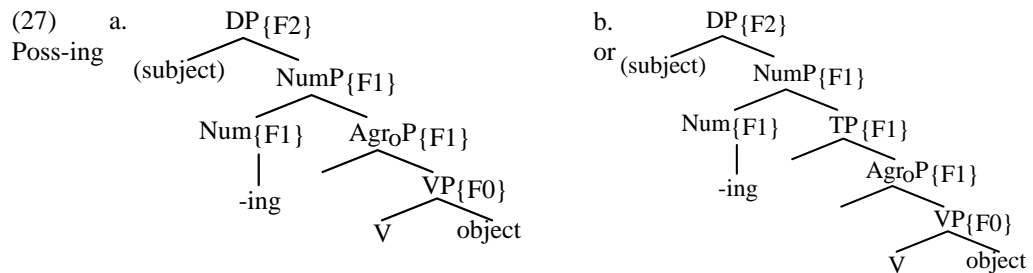 (27) a. DP{F2} b. DP{F2}
Poss-ing (subject) or (subject)
NumP{F1} NumP{F1}
Num{F1} AgroP{F1} Num{F1} TP{F1}
-ing VP{F0} -ing AgroP{F1}
V object VP{F0}
V object